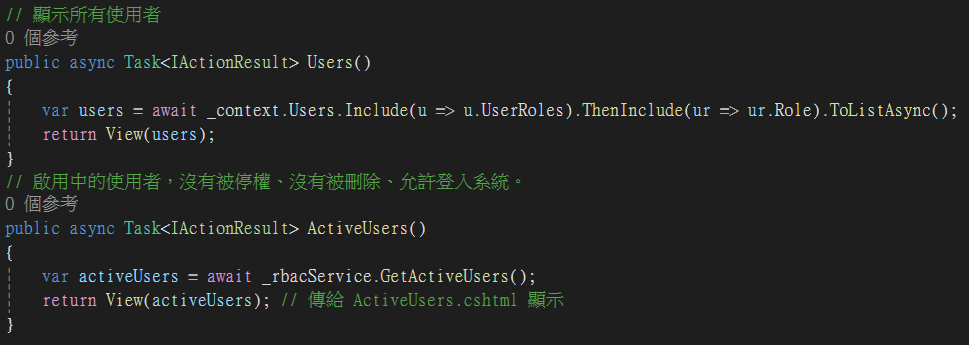 // 顯示所有使用者
0 個參考
public async Task<IActionResult> Users()
{
    var users = await _context.Users.Include(u => u.UserRoles).ThenInclude(ur => ur.Role).ToListAsync();
    return View(users);
}
// 啟用中的使用者，沒有被停權、沒有被刪除、允許登入系統。
0 個參考
public async Task<IActionResult> ActiveUsers()
{
    var activeUsers = await _rbacService.GetActiveUsers();
    return View(activeUsers); // 傳給 ActiveUsers.cshtml 顯示
}